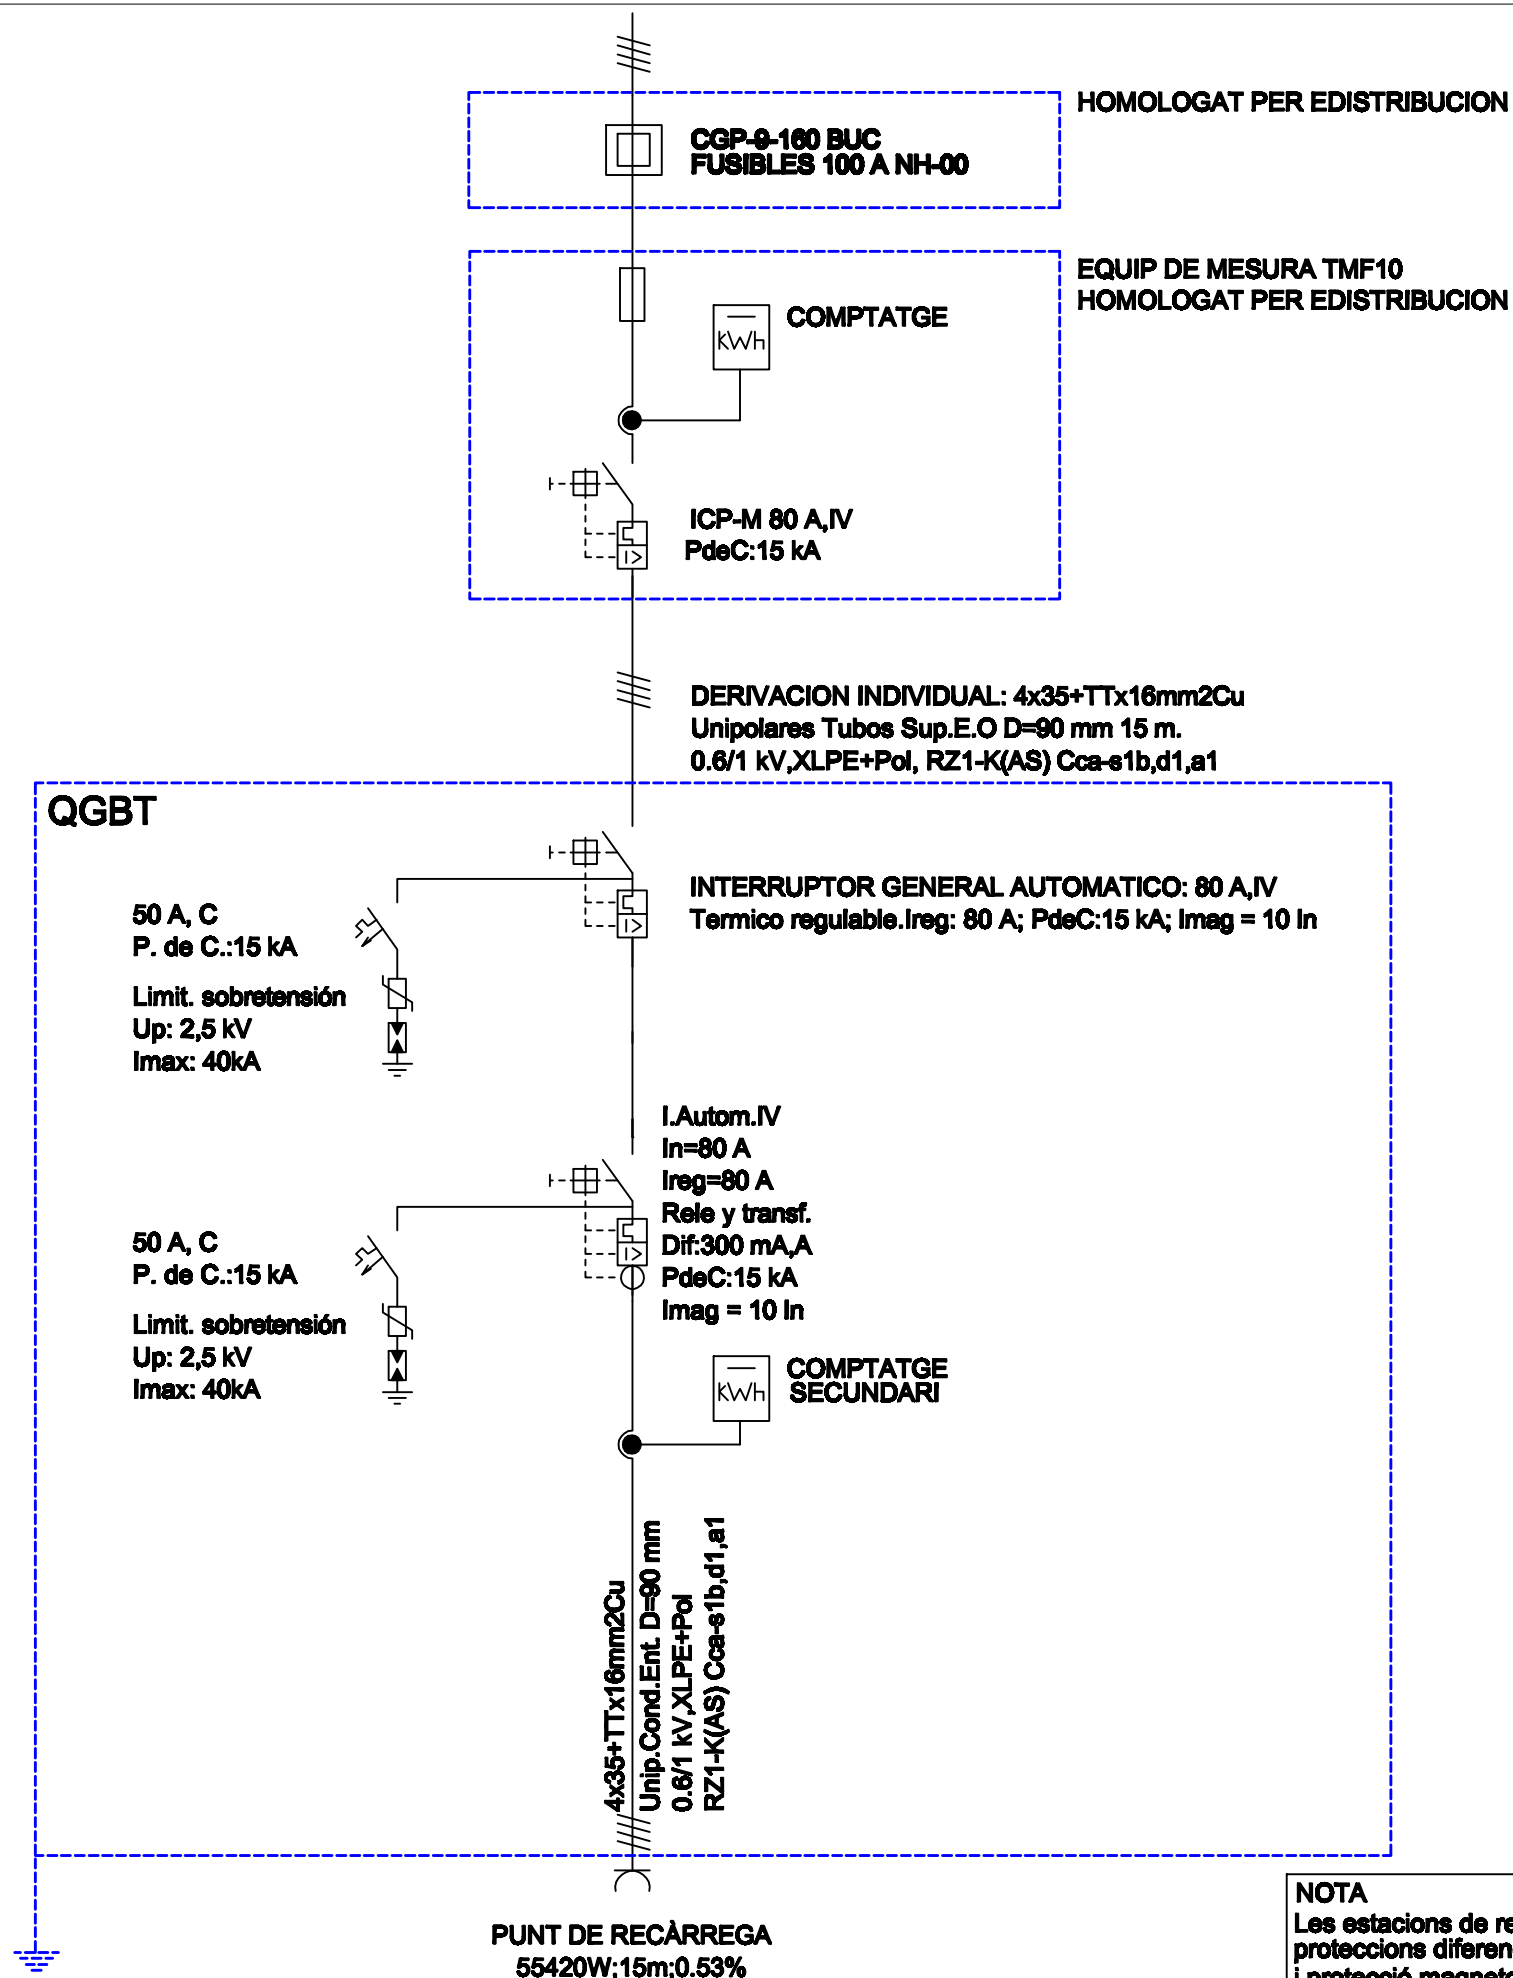 HOMOLOGAT PER EDISTRIBUCION
CGP-9-160 BUC
FUSIBLES 100 A NH-00
EQUIP DE MESURA TMF10
HOMOLOGAT PER EDISTRIBUCION
COMPTATGE
KWh
ICP-M 80 A,IV
PdeC:15 kA
I>
DERIVACION INDIVIDUAL: 4x35+TTx16mm2Cu
Unipolares Tubos Sup.E.O D=90 mm 15 m.
0.6/1 kV,XLPE+Pol, RZ1-K(AS) Cca-s1b,d1,a1
QGBT
INTERRUPTOR GENERAL AUTOMATICO: 80 A,IV
Termico regulable.Ireg: 80 A; PdeC:15 kA; Imag = 10 In
I>
50 A, C
P. de C.:15 kA
Limit. sobretensión
Up: 2,5 kV
Imax: 40kA
I.Autom.IV
In=80 A
Ireg=80 A
Rele y transf.
Dif:300 mA,A
PdeC:15 kA
Imag = 10 In
I>
50 A, C
P. de C.:15 kA
Limit. sobretensión
Up: 2,5 kV
Imax: 40kA
COMPTATGE
SECUNDARI
KWh
4x35+TTx16mm2Cu
Unip.Cond.Ent. D=90 mm
0.6/1 kV,XLPE+Pol
RZ1-K(AS) Cca-s1b,d1,a1
PUNT DE RECÀRREGA
55420W;15m;0.53%
NOTA
Les estacions de re
proteccions diferen
i protecció magneto